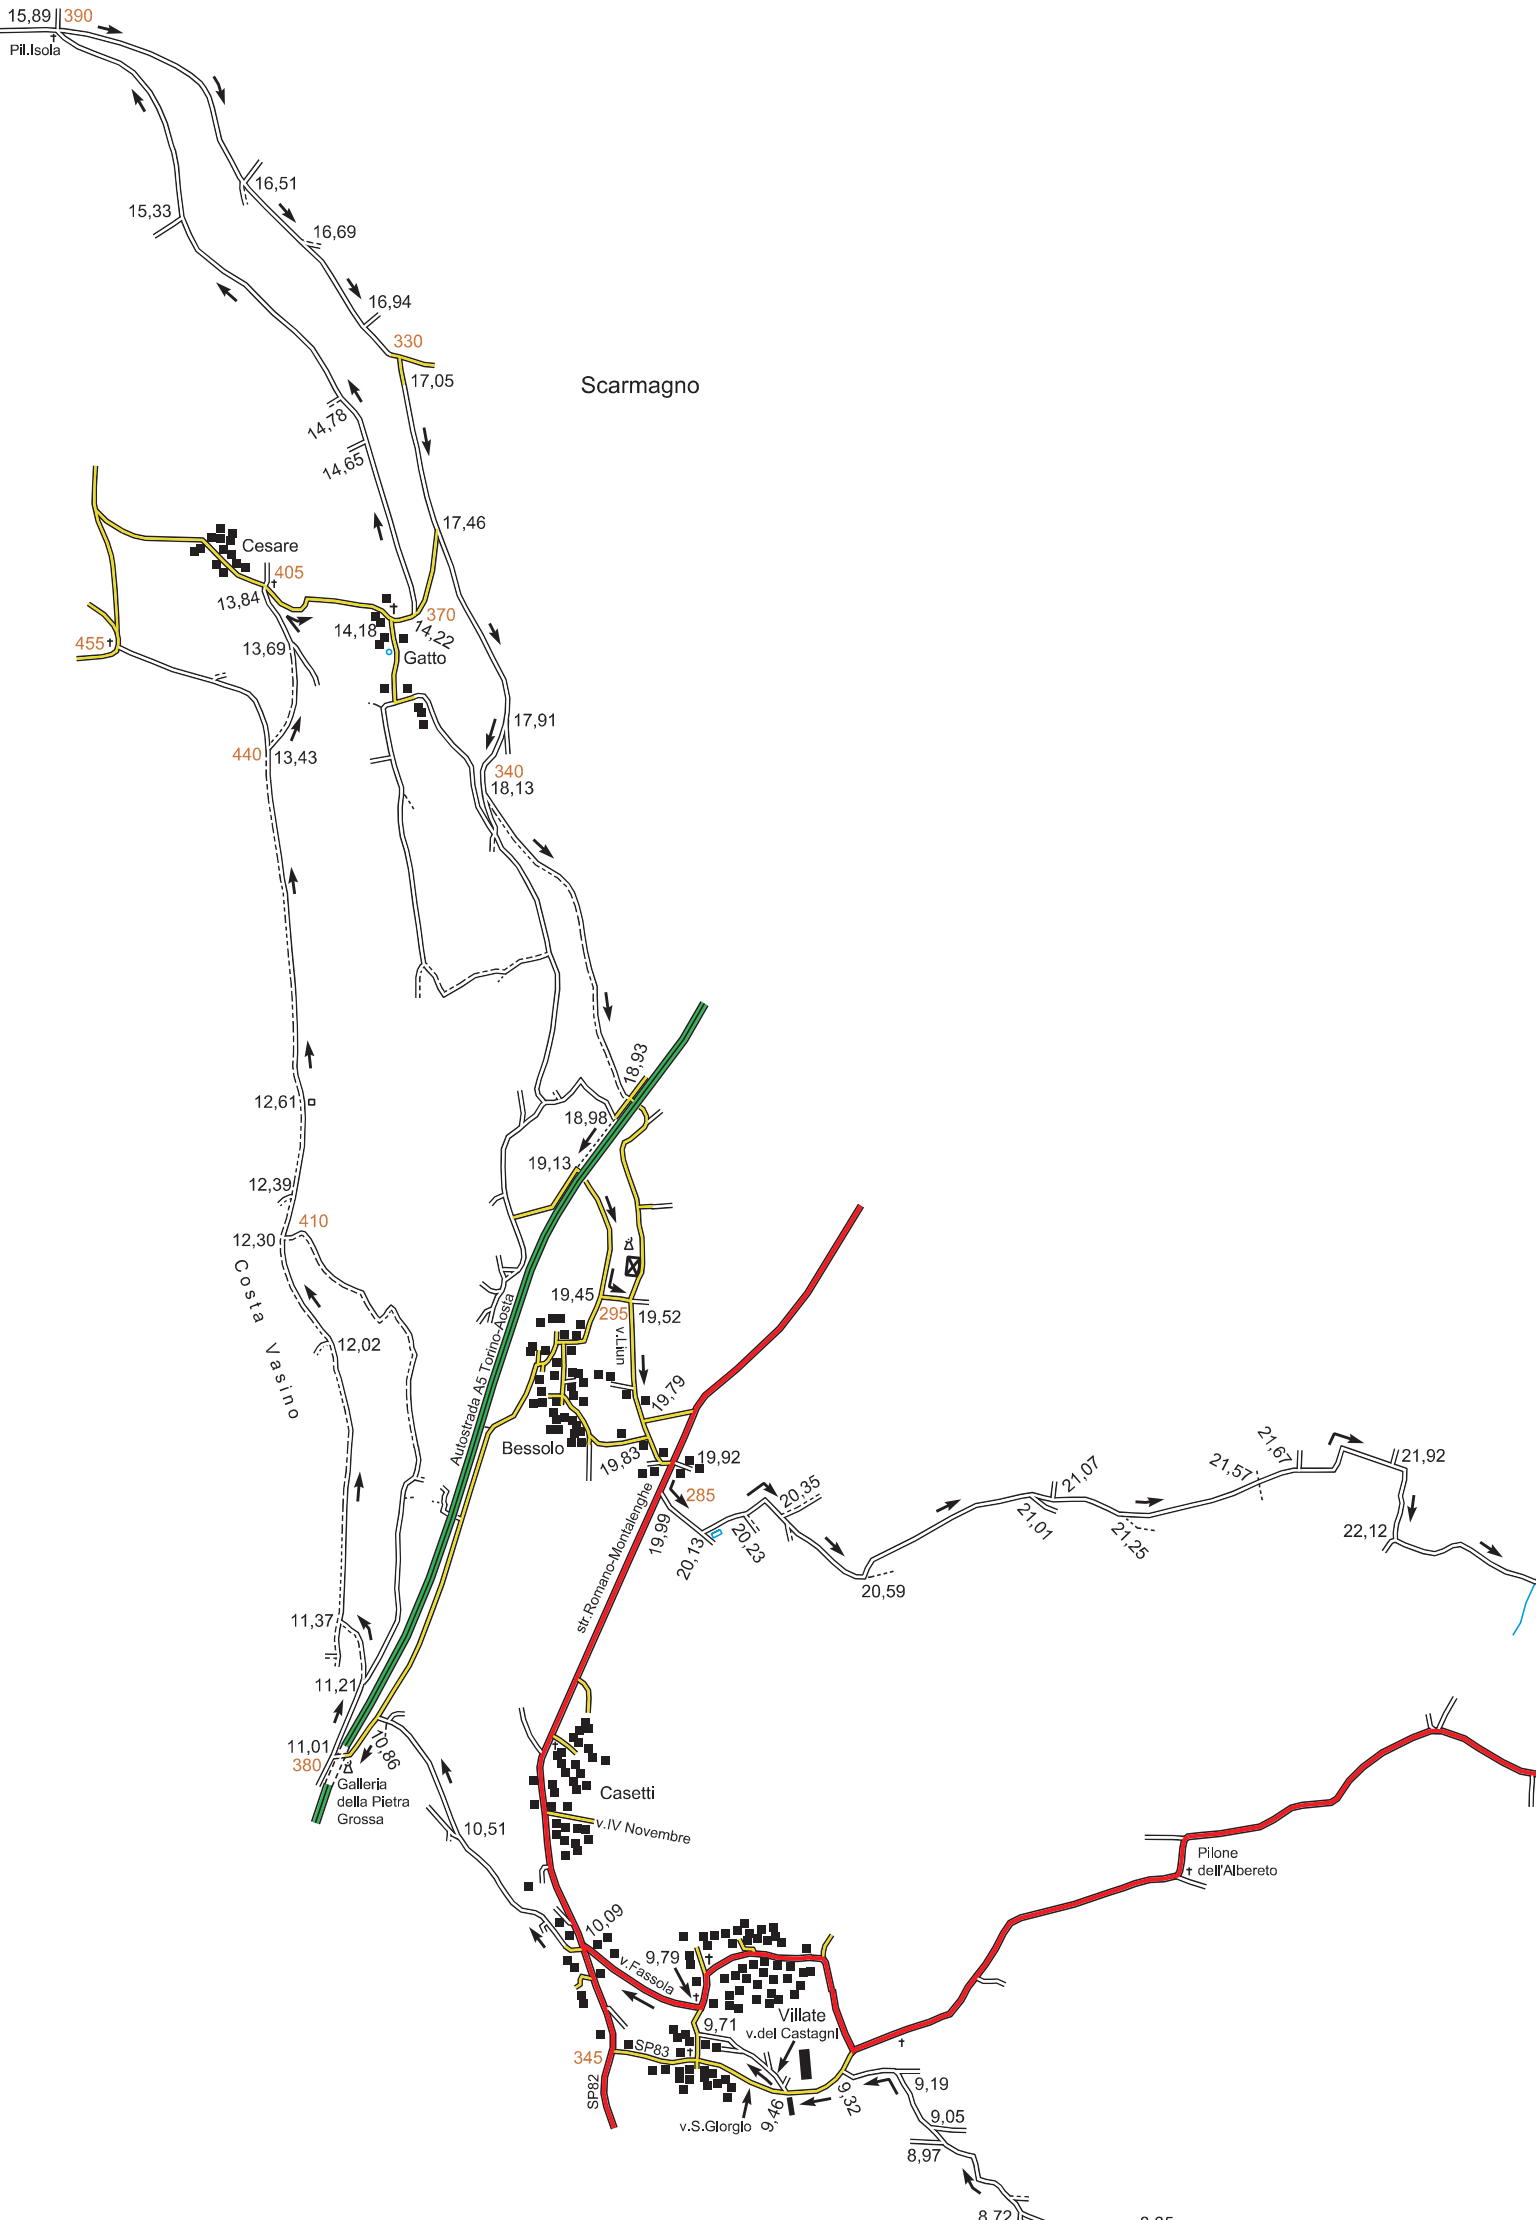 15,89 390
Pil.Isola
16,51
15,33
16,69
16,94
330
17,05
Scarmagno
14,78
14,65
17,46
Cesare
405
13,84
370
14,18
14,22
455
13,69
Gatto
17,91
440
13,43
340
18,13
18,93
12,61
18,98
19,13
12,39
410
12,30
Costa Vasino
19,45
295
19,52
v.Liun
Autostrada A5 Torino-Aosta
12,02
19,79
Bessolo
19,83
19,92
285
21,67
21,92
21,57
21,07
20,35
21,01
21,25
22,12
19,99
20,13
20,23
20,59
str.Romano-Montalenghe
11,37
11,21
11,01
380
10,86
Galleria
della Pietra
Grossa
Casetti
v.IV Novembre
10,51
Pilone
dell'Albereto
10,09
v.Fassola
9,79
Villate
9,71
v.dei Castagni
SP83
345
SP82
9,46
9,32
9,19
v.S.Giorgio
9,05
8,97
8,72